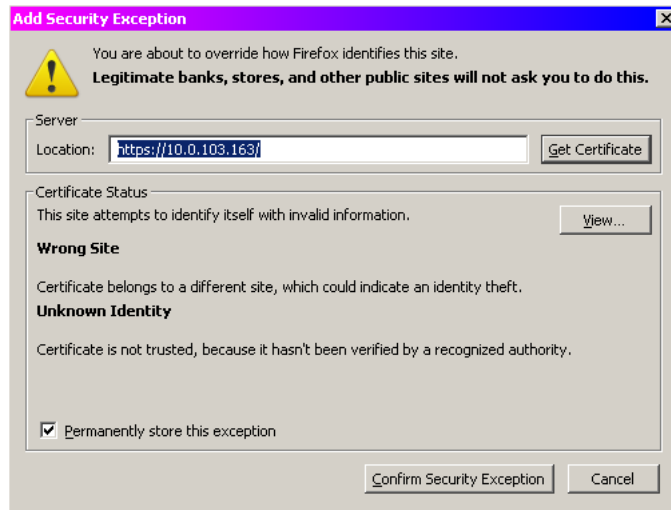 Add Security Exception
You are about to override how Firefox identifies this site.
Legitimate banks, stores, and other public sites will not ask you to do this.
Server
Location: https://10.0.103.163/ Get Certificate
Certificate Status
This site attempts to identify itself with invalid information. View...
Wrong Site
Certificate belongs to a different site, which could indicate an identity theft.
Unknown Identity
Certificate is not trusted, because it hasn't been verified by a recognized authority.
Permanently store this exception
Confirm Security Exception Cancel